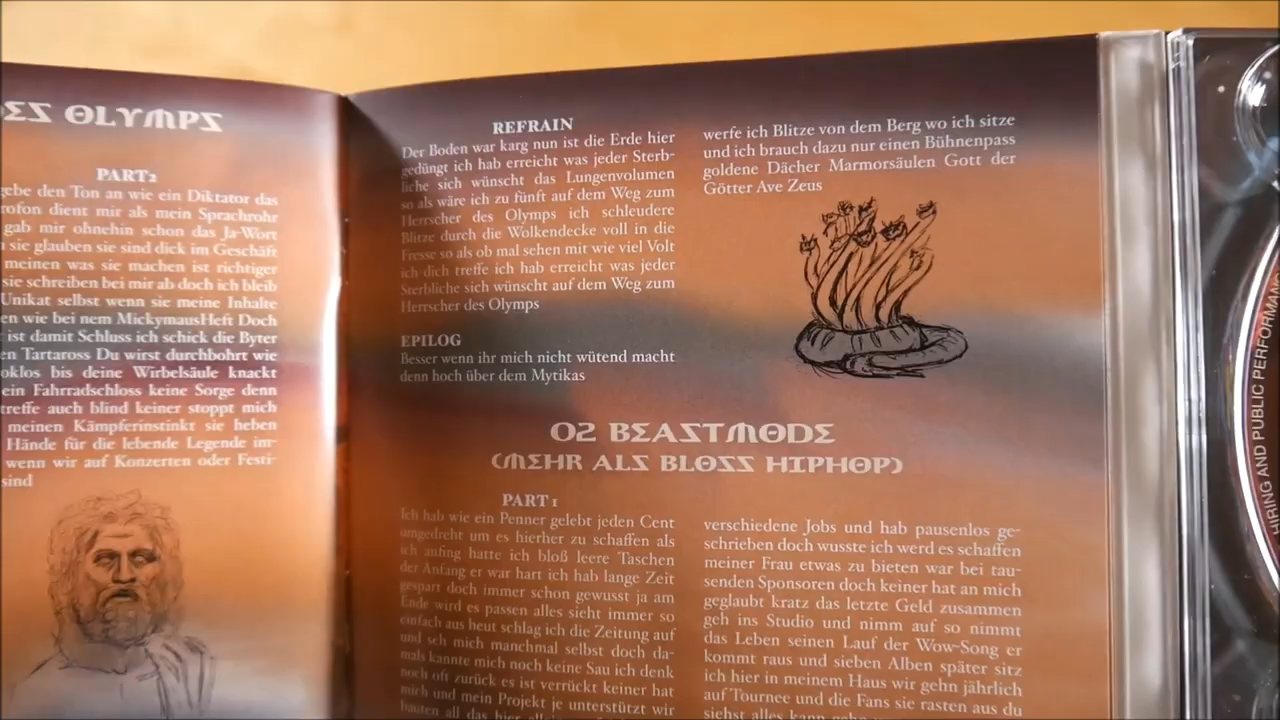 DES OLYMPS
PART2
gebe den Ton an wie ein Diktator das
rofon dient mir als mein Sprachrohr
gab mir ohnehin schon das Ja-Wort
sie glauben sie sind dick im Geschäft
meinen was sie machen ist richtiger
sie schreiben bei mir ab doch ich bleib
Unikat selbst wenn sie meine Inhalte
en wie bei nem MickymausHeft Doch
ist damit Schluss ich schicke die Byter
en Tartaross Du wirst durchbohrt wie
oklos bis deine Wirbelsäule knackt
ein Fahrradschloss keine Sorge denn
treffe auch blind keiner stoppt mich
meinen Kämpferinstinkt sie heben
Hände für die lebende Legende im-
wenn wir auf Konzerten oder Festi-
sind
REFRAIN
Der Boden war karg nun ist die Erde hier
gedüngt ich hab erreicht was jeder Sterb-
liche sich wünscht das Lungenvolumen
so als wäre ich zu fünft auf dem Weg zum
Herrscher des Olymps ich schleudere
Blitze durch die Wolkendecke voll in die
Fresse so als ob mal sehen mit wie viel Volt
ich dich treffe ich hab erreicht was jeder
Sterbliche sich wünscht auf dem Weg zum
Herrscher des Olymps
EPILOG
Besser wenn ihr mich nicht wütend macht
denn hoch über dem Mytikas
werfe ich Blitze von dem Berg wo ich sitze
und ich brauch dazu nur einen Bühnenpass
goldene Dächer Marmorsäulen Gott der
Götter Ave Zeus
02 BEASTMODE
(MEHR ALS BLOSS HIPHOP)
PART 1
Ich hab wie ein Penner gelebt jeden Cent
umgedreht um es hierher zu schaffen als
ich anfing hatte ich bloß leere Taschen
der Anfang er war hart ich hab lange Zeit
gespart doch immer schon gewusst ja am
Ende wird es passen alles sieht immer so
einfach aus heut schlag ich die Zeitung auf
und seh mich manchmal selbst doch da-
mals kannte mich noch keine Sau ich denk
noch oft zurück es ist verrückt keiner hat
mich und mein Projekt je unterstützt wir
bauten all das hier
verschiedene Jobs und hab pausenlos ge-
schrieben doch wusste ich werd es schaffen
meiner Frau etwas zu bieten war bei tau-
senden Sponsoren doch keiner hat an mich
geglaubt kratz das letzte Geld zusammen
geh ins Studio und nimm auf so nimmt
das Leben seinen Lauf der Wow-Song er
kommt raus und sieben Alben später sitz
ich hier in meinem Haus wir gehn jährlich
auf Tournee und die Fans sie rasten aus du
siehst alles kann gehn
HIRING AND PUBLIC PERFORMAN